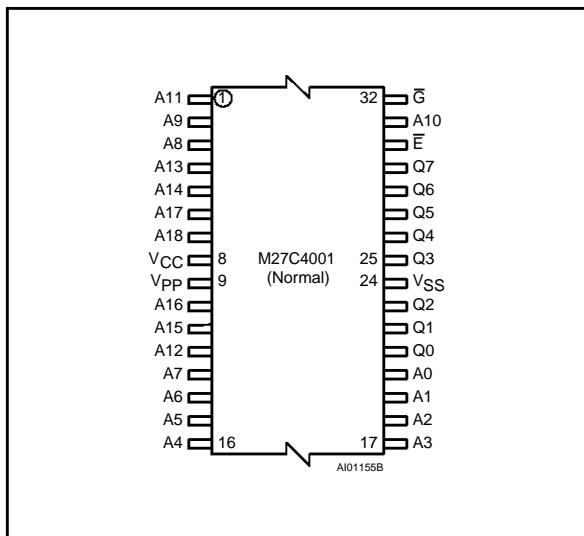 A11 1 32 G̅
A9 A10
A8 E̅
A13 Q7
A14 Q6
A17 Q5
A18 Q4
VCC 8 M27C4001 25 Q3
VPP 9 (Normal) 24 VSS
A16 Q2
A15 Q1
A12 Q0
A7 A0
A6 A1
A5 A2
A4 16 17 A3
AI01155B